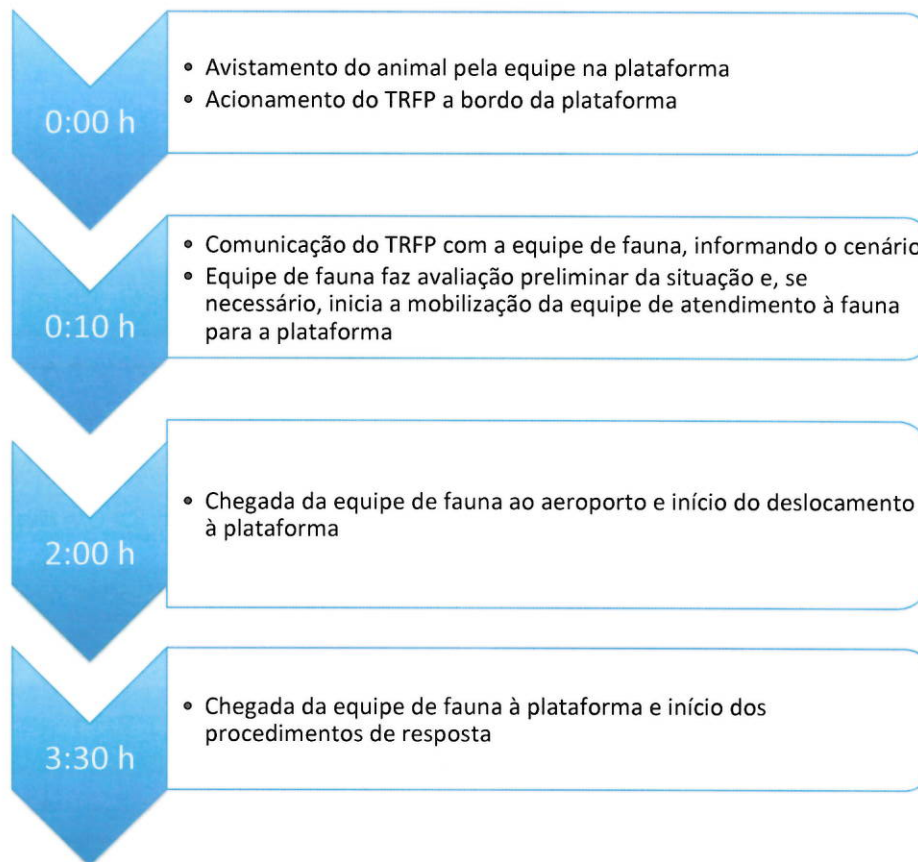 0:00 h
• Avistamento do animal pela equipe na plataforma
• Acionamento do TRFP a bordo da plataforma
0:10 h
• Comunicação do TRFP com a equipe de fauna, informando o cenário
• Equipe de fauna faz avaliação preliminar da situação e, se
necessário, inicia a mobilização da equipe de atendimento à fauna
para a plataforma
2:00 h
• Chegada da equipe de fauna ao aeroporto e início do deslocamento
à plataforma
3:30 h
• Chegada da equipe de fauna à plataforma e início dos
procedimentos de resposta